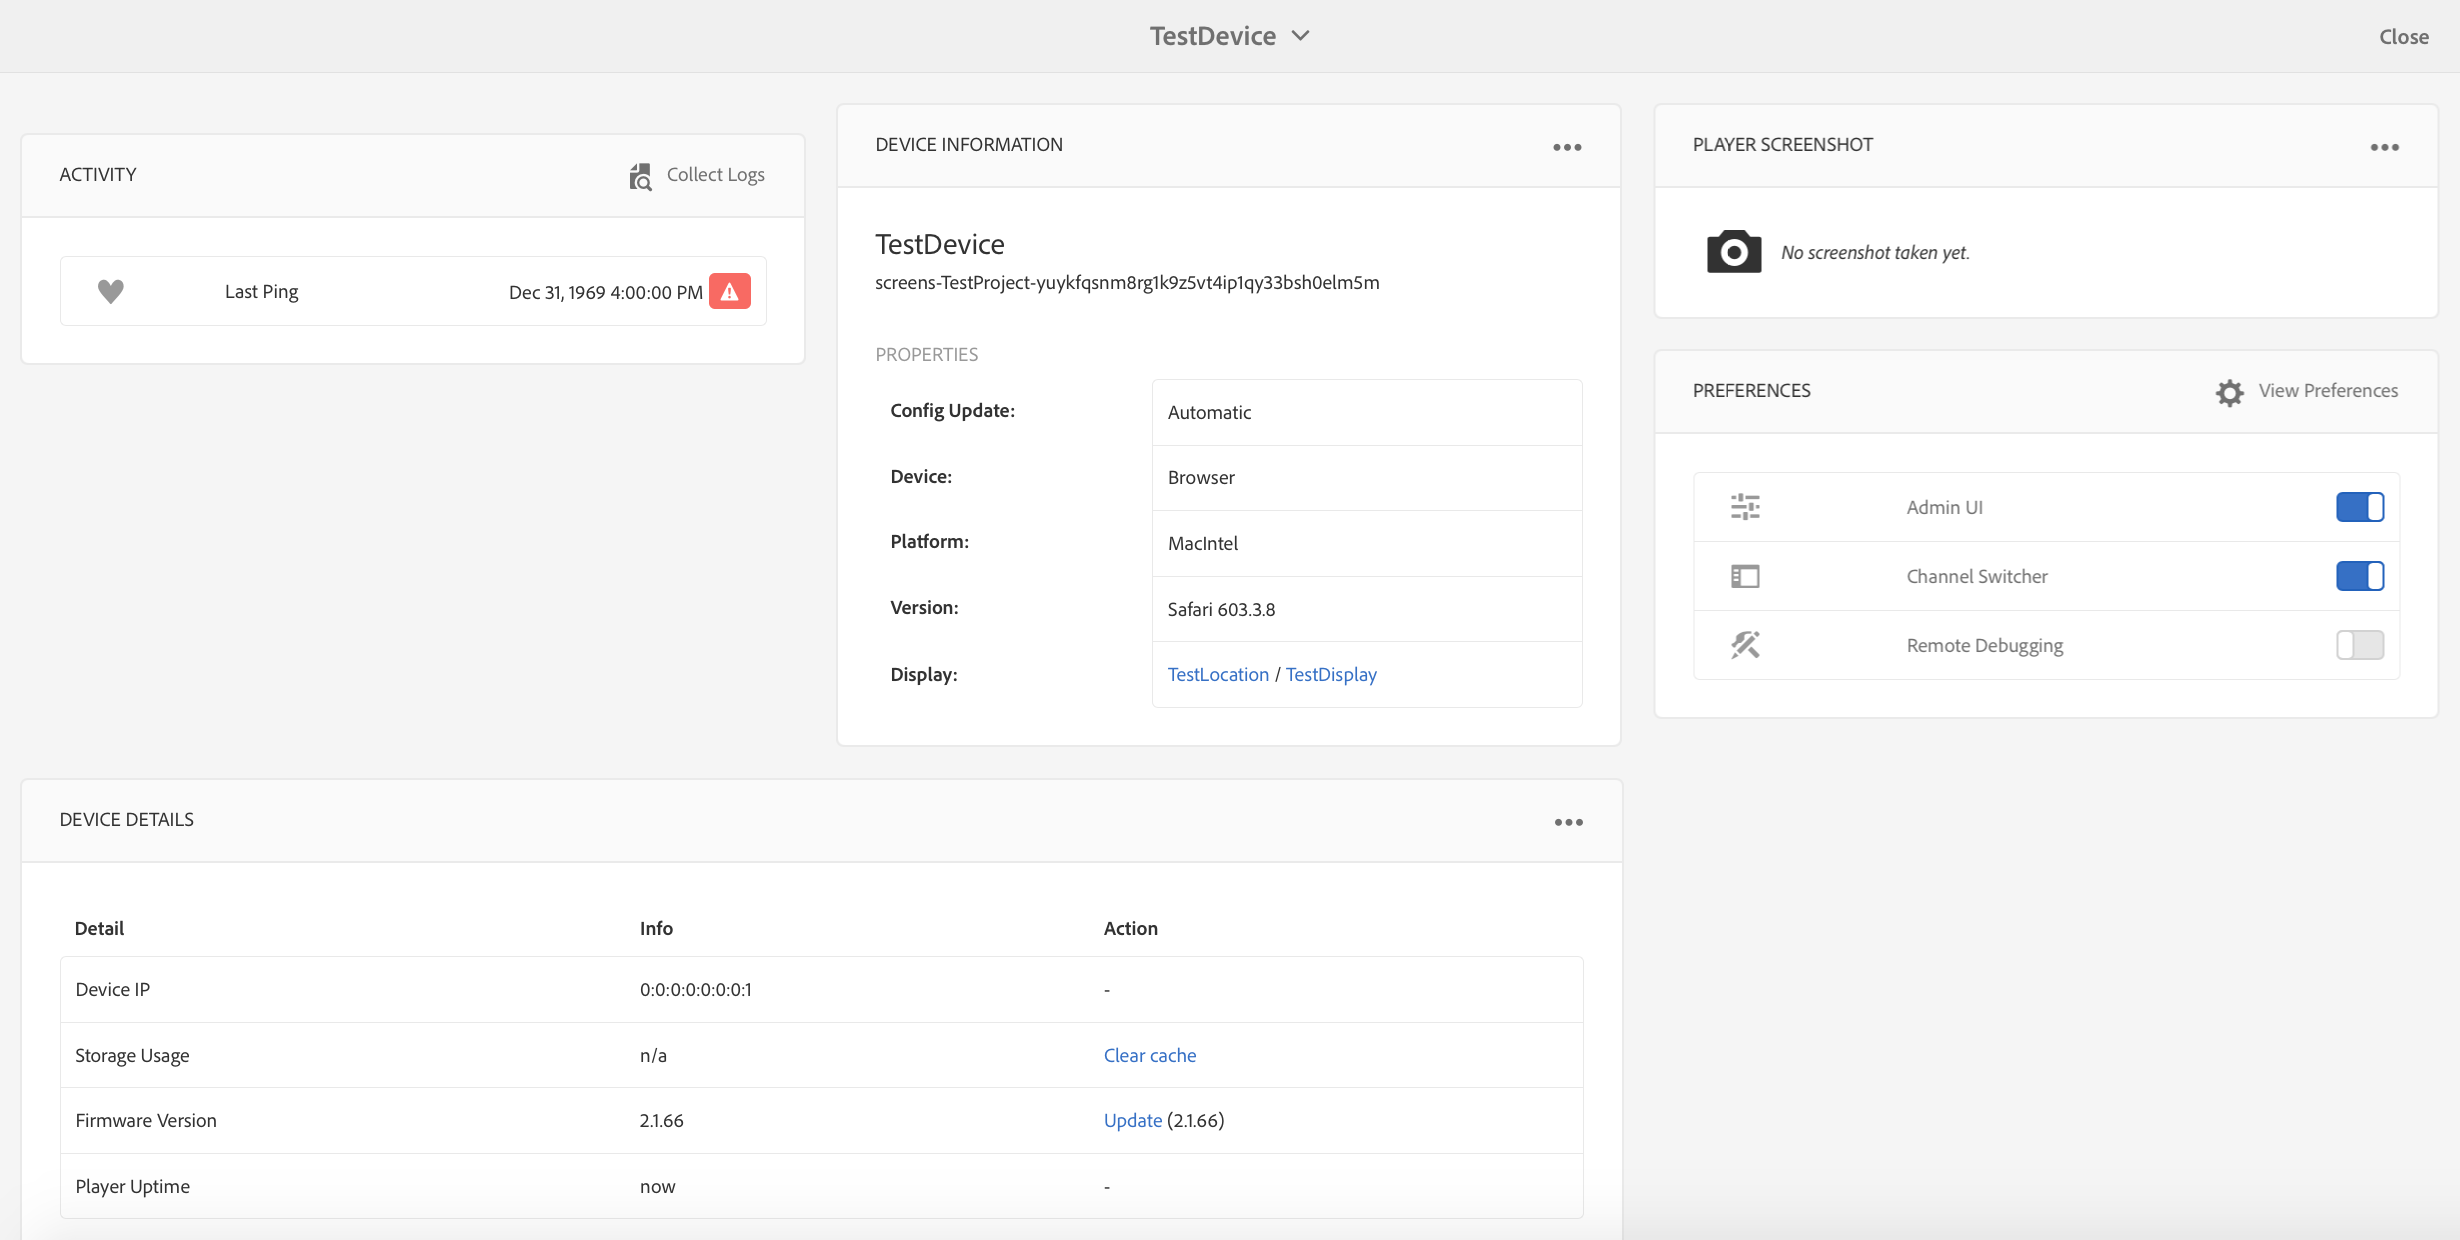 TestDevice
Close
ACTIVITY
Collect Logs
Last Ping
Dec 31, 1969 4:00:00 PM
DEVICE INFORMATION
TestDevice
screens-TestProject-yuykfqsnm8rg1k9z5vt4ip1qy33bsh0elm5m
PROPERTIES
Config Update: Automatic
Device: Browser
Platform: MacIntel
Version: Safari 603.3.8
Display: TestLocation / TestDisplay
PLAYER SCREENSHOT
No screenshot taken yet.
PREFERENCES
View Preferences
Admin UI
Channel Switcher
Remote Debugging
DEVICE DETAILS
Detail Info Action
Device IP 0:0:0:0:0:0:0:1 -
Storage Usage n/a Clear cache
Firmware Version 2.1.66 Update (2.1.66)
Player Uptime now -